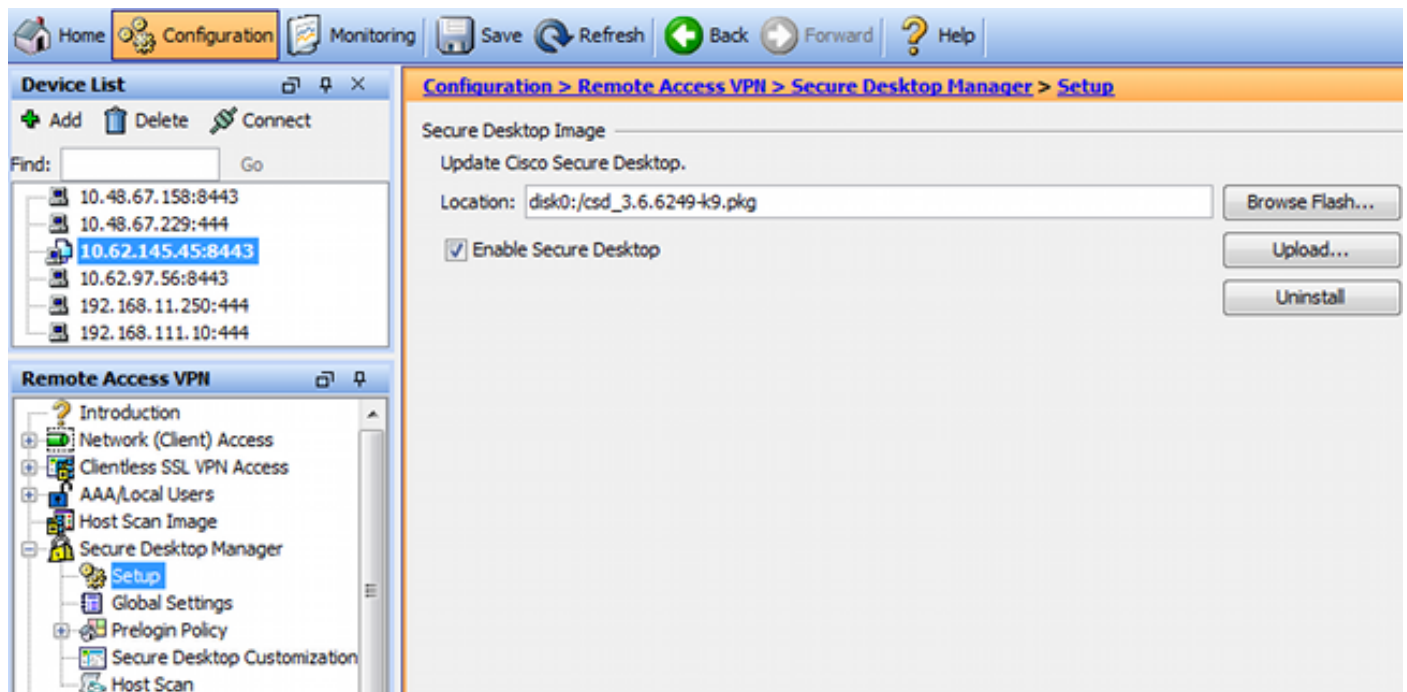 Home Configuration Monitoring Save Refresh Back Forward Help
Device List
Add Delete Connect
Find: Go
10.48.67.158:8443
10.48.67.229:444
10.62.145.45:8443
10.62.97.56:8443
192.168.11.250:444
192.168.111.10:444
Remote Access VPN
Introduction
Network (Client) Access
Clientless SSL VPN Access
AAA/Local Users
Host Scan Image
Secure Desktop Manager
Setup
Global Settings
Prelogin Policy
Secure Desktop Customization
Host Scan
Configuration > Remote Access VPN > Secure Desktop Manager > Setup
Secure Desktop Image
Update Cisco Secure Desktop.
Location: disk0:/csd_3.6.6249-k9.pkg Browse Flash...
Enable Secure Desktop Upload...
Uninstall